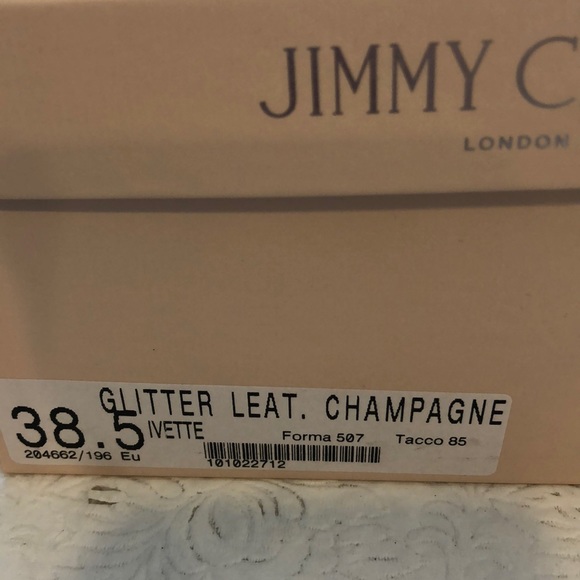 JIMMY C
LONDON
GLITTER LEAT. CHAMPAGNE
38.5 IVETTE
Forma 507 Tacco 85
204662/196 Eu
101022712